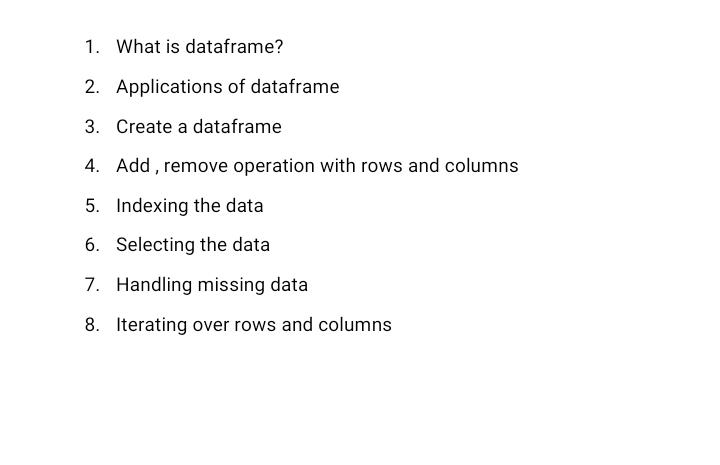 1. What is dataframe?
2. Applications of dataframe
3. Create a dataframe
4. Add , remove operation with rows and columns
5. Indexing the data
6. Selecting the data
7. Handling missing data
8. Iterating over rows and columns